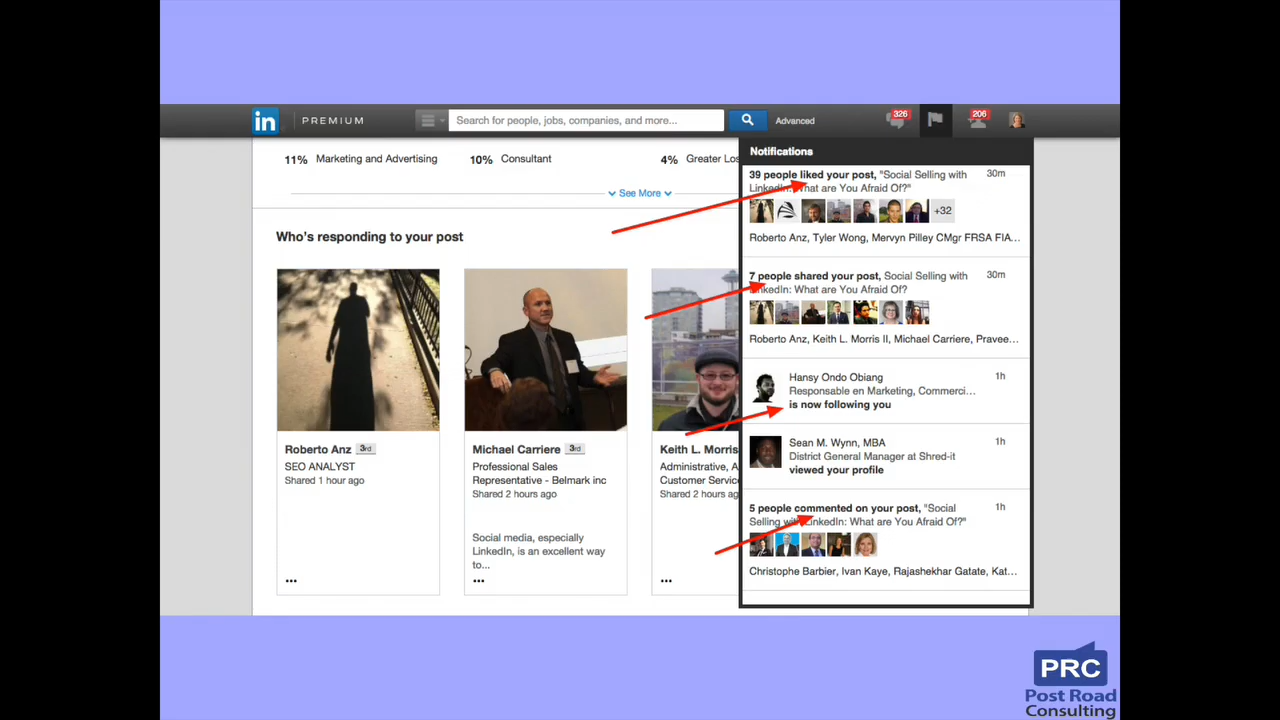 in
PREMIUM
Search for people, jobs, companies, and more...
Advanced
326
206
11% Marketing and Advertising
10% Consultant
4% Greater Los
See More
Who's responding to your post
Roberto Anz 3rd
SEO ANALYST
Shared 1 hour ago
...
Michael Carriere 3rd
Professional Sales
Representative - Belmark inc
Shared 2 hours ago
Social media, especially
LinkedIn, is an excellent way
to...
...
Keith L. Morris
Administrative, A
Customer Service
Shared 2 hours ag
...
Notifications
39 people liked your post, "Social Selling with 30m
LinkedIn: What are You Afraid Of?"
+32
Roberto Anz, Tyler Wong, Mervyn Pilley CMgr FRSA FIA...
7 people shared your post, Social Selling with 30m
LinkedIn: What are You Afraid Of?
Roberto Anz, Keith L. Morris II, Michael Carriere, Pravee...
Hansy Ondo Obiang 1h
Responsable en Marketing, Commerci...
is now following you
Sean M. Wynn, MBA 1h
District General Manager at Shred-it
viewed your profile
5 people commented on your post, "Social 1h
Selling with LinkedIn: What are You Afraid Of?"
Christophe Barbier, Ivan Kaye, Rajashekhar Gatate, Kat...
PRC
Post Road
Consulting